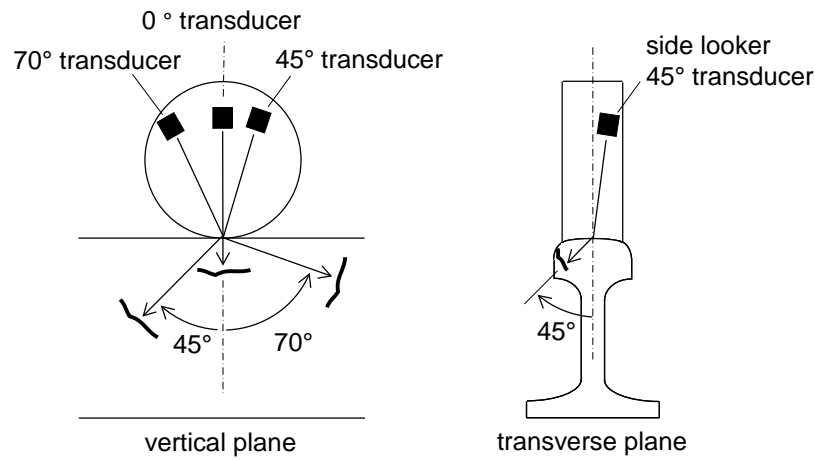 0 ° transducer
70° transducer
45° transducer
side looker
45° transducer
45°
70°
45°
vertical plane
transverse plane